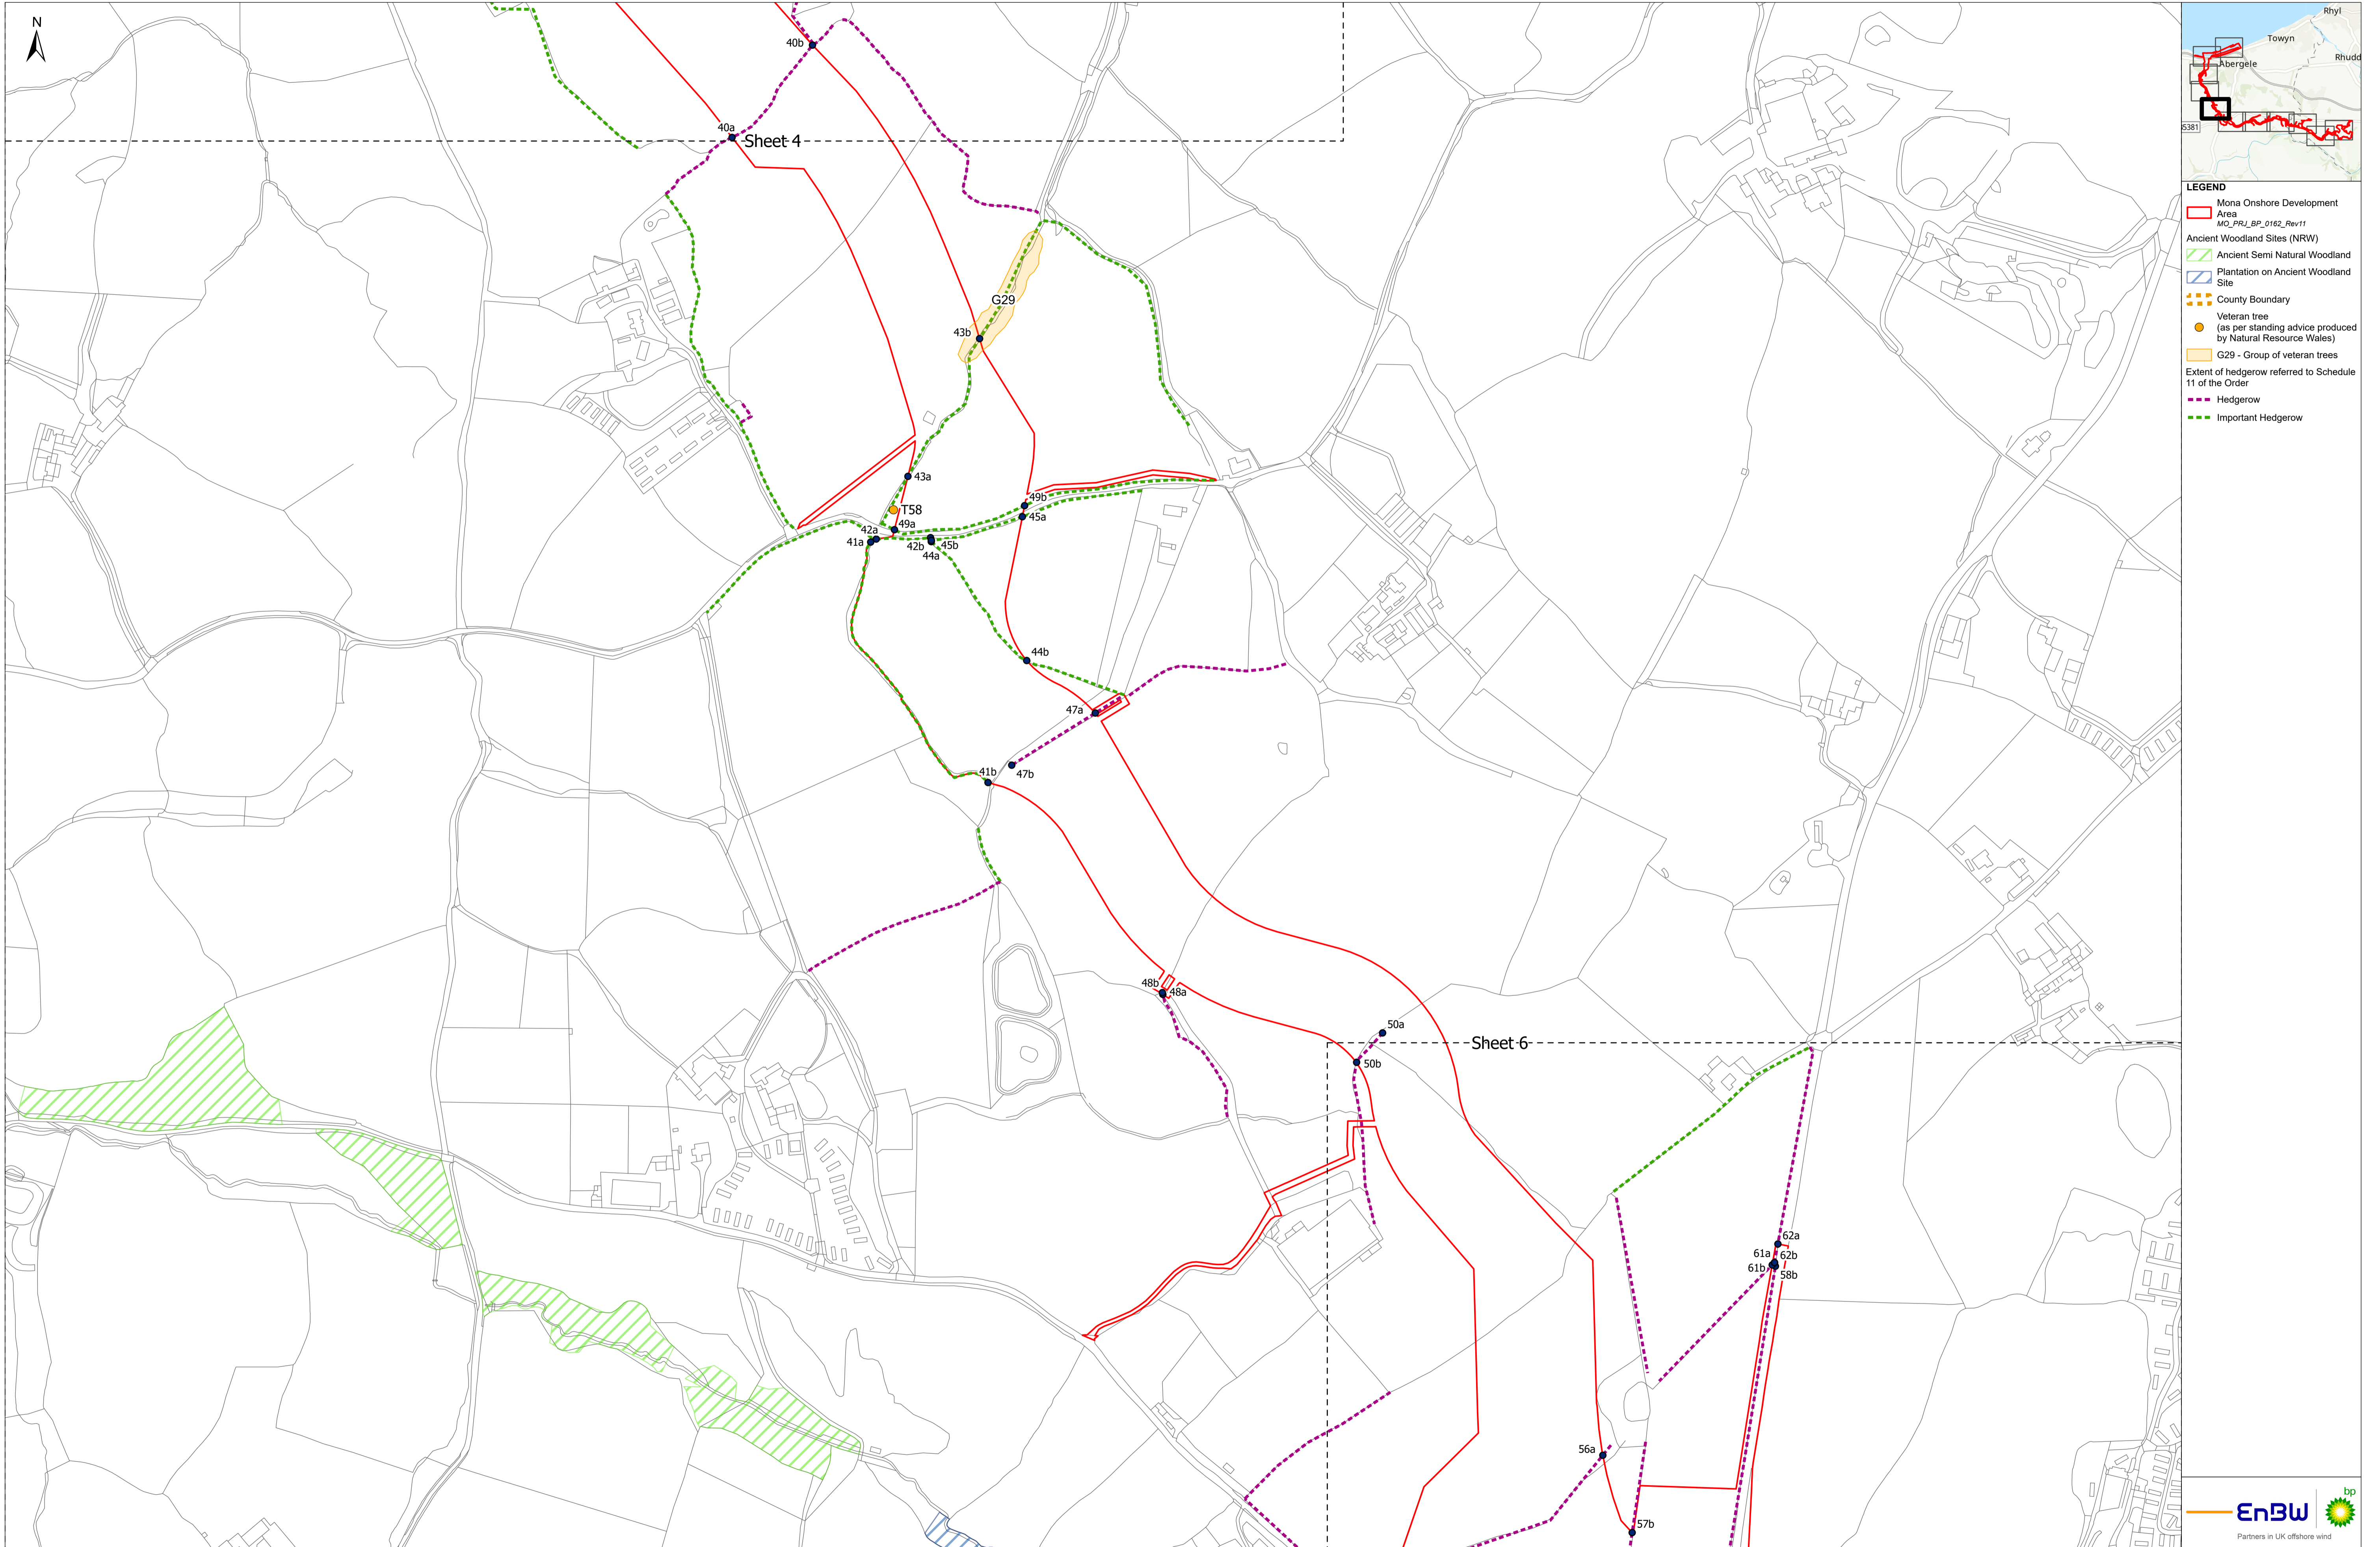 N
40b
40a
Sheet 4
G29
43b
43a
T58
49b
45a
49a
42a
41a
42b
45b
44a
44b
47a
47b
41b
48b
48a
50a
Sheet 6
50b
62a
61a
62b
61b
58b
56a
57b
Rhyl
Towyn
Rhudd
Abergele
5381
LEGEND
Mona Onshore Development
Area
MO_PRJ_BP_0162_Rev11
Ancient Woodland Sites (NRW)
Ancient Semi Natural Woodland
Plantation on Ancient Woodland
Site
County Boundary
Veteran tree
(as per standing advice produced
by Natural Resource Wales)
G29 - Group of veteran trees
Extent of hedgerow referred to Schedule
11 of the Order
Hedgerow
Important Hedgerow
EnBW
bp
Partners in UK offshore wind